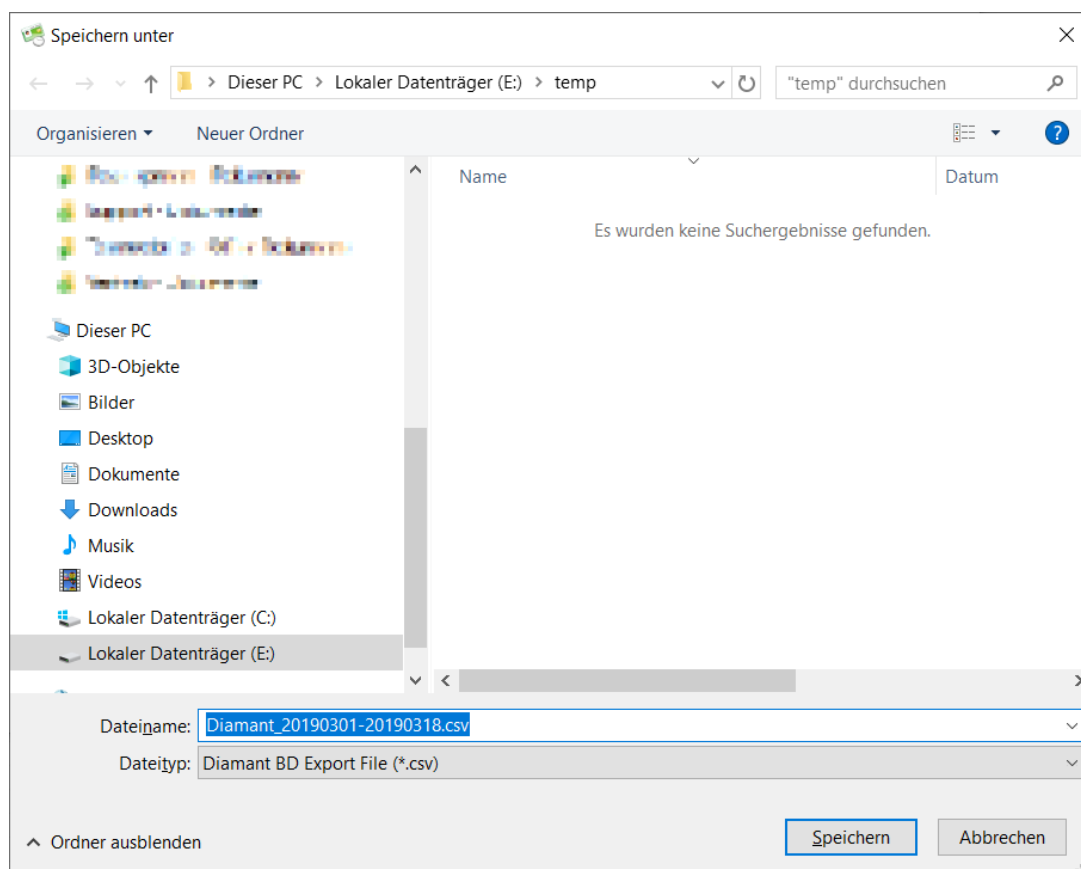 Speichern unter
Dieser PC > Lokaler Datenträger (E:) > temp
"temp" durchsuchen
Organisieren
Neuer Ordner
?
Name
Datum
Es wurden keine Suchergebnisse gefunden.
Dieser PC
3D-Objekte
Bilder
Desktop
Dokumente
Downloads
Musik
Videos
Lokaler Datenträger (C:)
Lokaler Datenträger (E:)
Dateiname: Diamant_20190301-20190318.csv
Dateityp: Diamant BD Export File (*.csv)
Ordner ausblenden
Speichern
Abbrechen